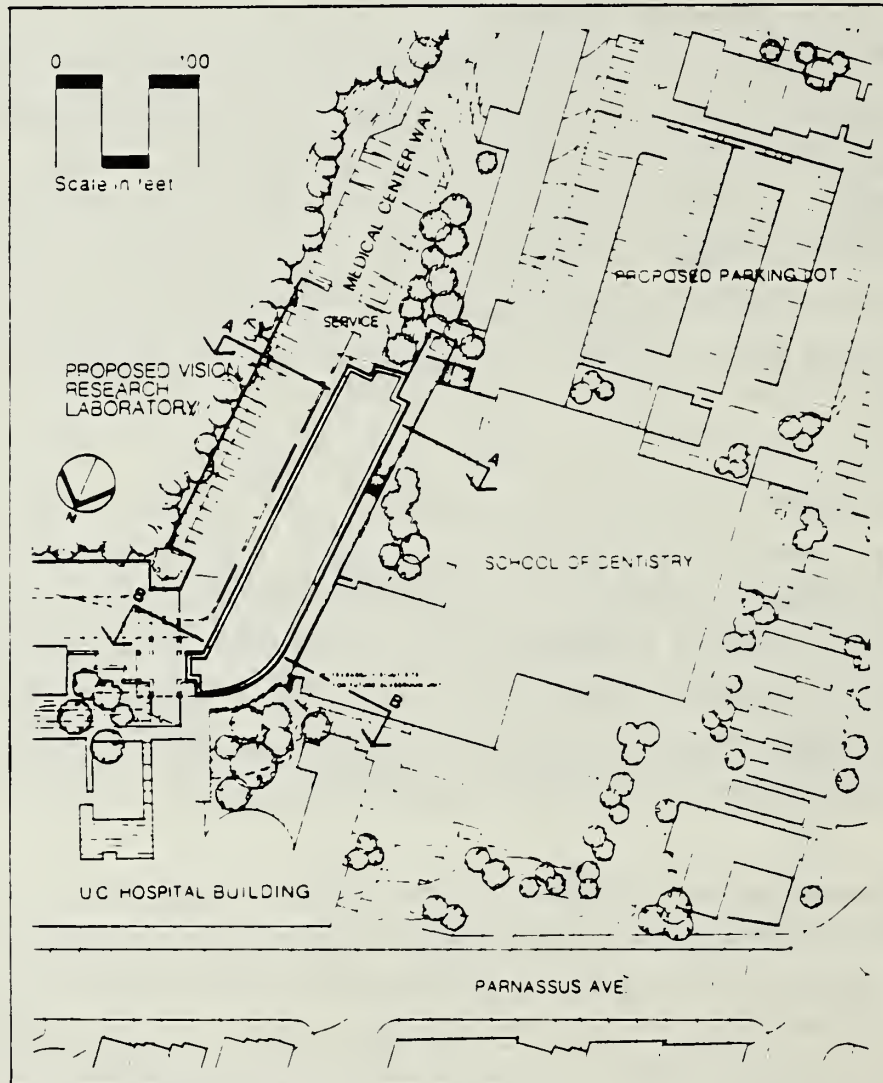 0 100
Scale in feet
MEDICAL CENTER WAY
PROPOSED PARKING LOT
SERVICE
A
PROPOSED VISION
RESEARCH
LABORATORY
A
N
SCHOOL OF DENTISTRY
B
B
UC HOSPITAL BUILDING
PARNASSUS AVE.